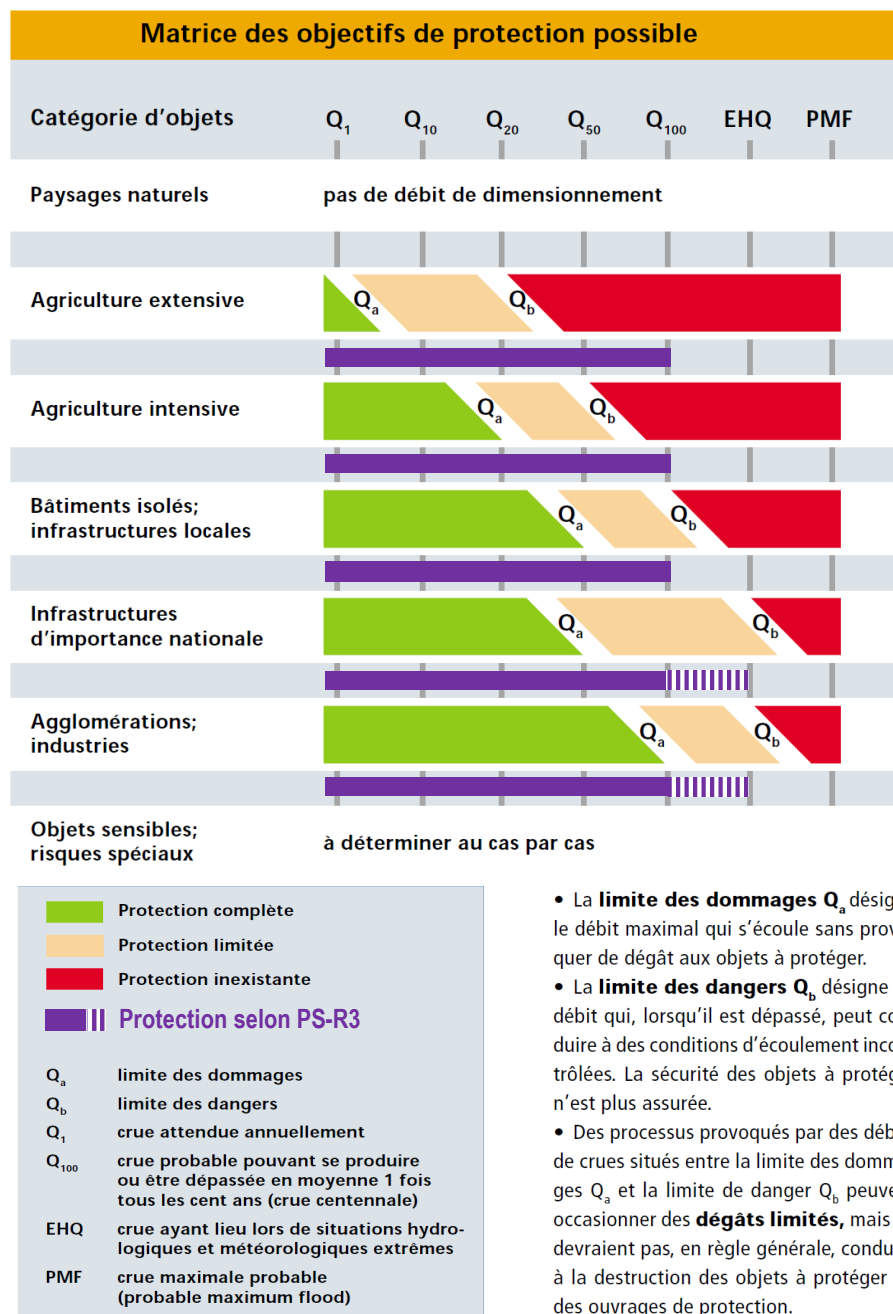 Matrice des objectifs de protection possible
Catégorie d'objets Q1 Q10 Q20 Q50 Q100 EHQ PMF
Paysages naturels pas de débit de dimensionnement
Agriculture extensive Qa Qb
Agriculture intensive Qa Qb
Bâtiments isolés;
infrastructures locales Qa Qb
Infrastructures
d'importance nationale Qa Qb
Agglomérations;
industries Qa Qb
Objets sensibles;
risques spéciaux à déterminer au cas par cas
Protection complète
Protection limitée
Protection inexistante
Protection selon PS-R3
Qa limite des dommages
Qb limite des dangers
Q1 crue attendue annuellement
Q100 crue probable pouvant se produire
ou être dépassée en moyenne 1 fois
tous les cent ans (crue centennale)
EHQ crue ayant lieu lors de situations hydro-
logiques et météorologiques extrêmes
PMF crue maximale probable
(probable maximum flood)
• La limite des dommages Qa désig
le débit maximal qui s'écoule sans prov
quer de dégât aux objets à protéger.
• La limite des dangers Qb désigne
débit qui, lorsqu'il est dépassé, peut co
duire à des conditions d'écoulement inco
trôlées. La sécurité des objets à protég
n'est plus assurée.
• Des processus provoqués par des déb
de crues situés entre la limite des domm
ges Qa et la limite de danger Qb peuve
occasionner des dégâts limités, mais
devraient pas, en règle générale, condu
à la destruction des objets à protéger
des ouvrages de protection.